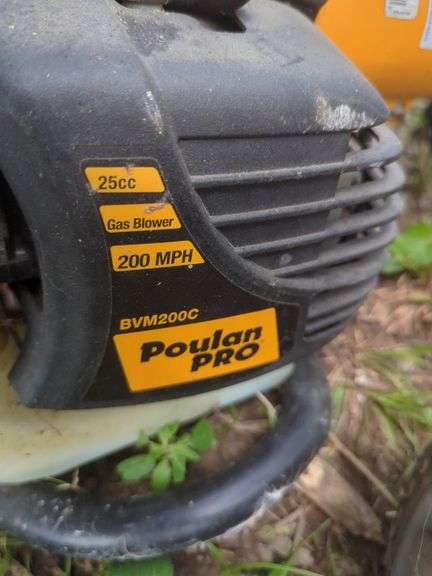 25cc
Gas Blower
200 MPH
BVM200C
Poulan
PRO